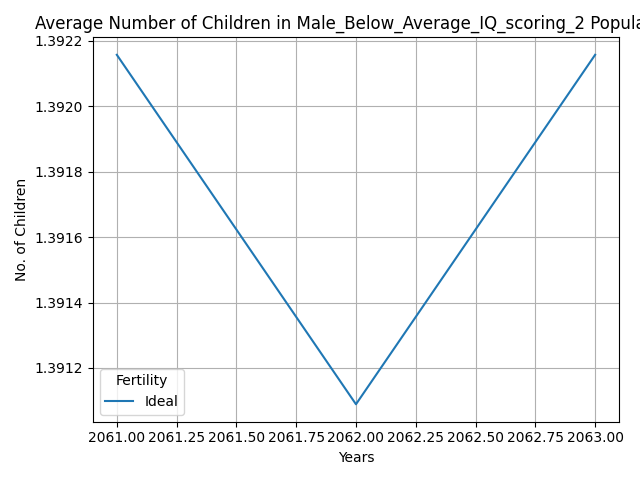 Average Number of Children in Male_Below_Average_IQ_scoring_2 Popula
1.3922
1.3920
1.3918
1.3916
1.3914
1.3912
No. of Children
Fertility
Ideal
2061.00 2061.25 2061.50 2061.75 2062.00 2062.25 2062.50 2062.75 2063.00
Years